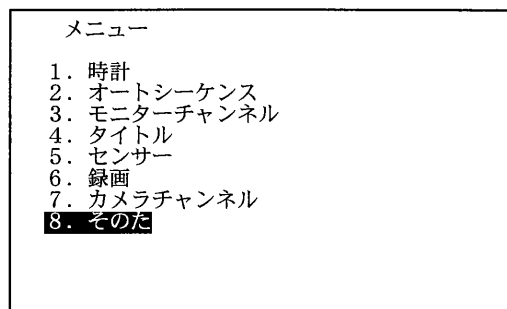 メニュー
1. 時計
2. オートシーケンス
3. モニターチャンネル
4. タイトル
5. センサー
6. 録画
7. カメラチャンネル
8. そのた